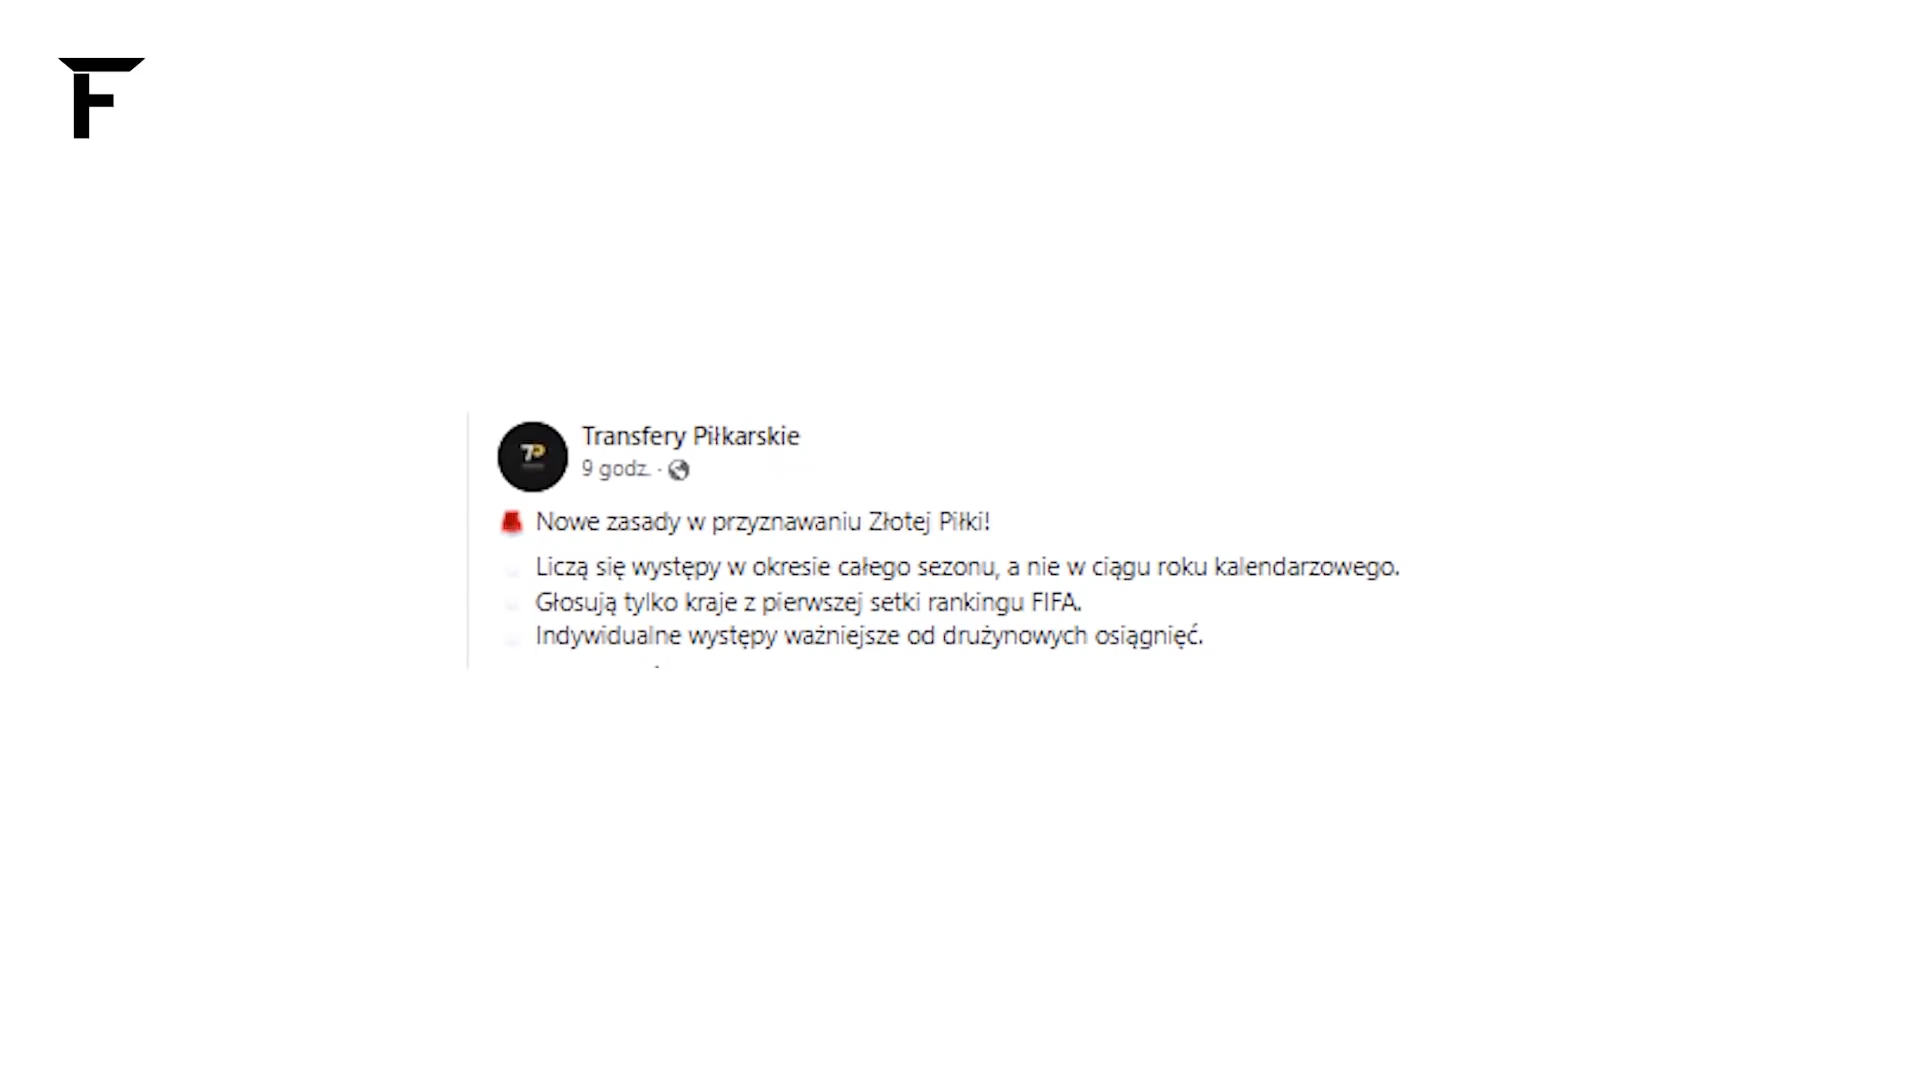 F
Transfery Piłkarskie
9 godz. ·
Nowe zasady w przyznawaniu Złotej Piłki!
Liczą się występy w okresie całego sezonu, a nie w ciągu roku kalendarzowego.
Głosują tylko kraje z pierwszej setki rankingu FIFA.
Indywidualne występy ważniejsze od drużynowych osiągnięć.